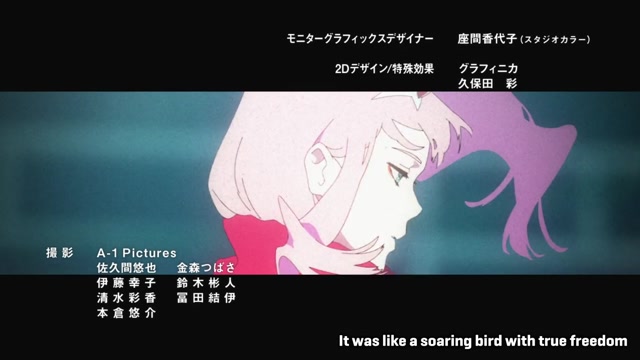 モニターグラフィックスデザイナー　座間香代子(スタジオカラー)
2Dデザイン/特殊効果　グラフィニカ
久保田　彩
撮影　A-1 Pictures
佐久間悠也　金森つばさ
伊藤幸子　鈴木彬人
清水彩香　冨田結伊
本倉悠介
It was like a soaring bird with true freedom